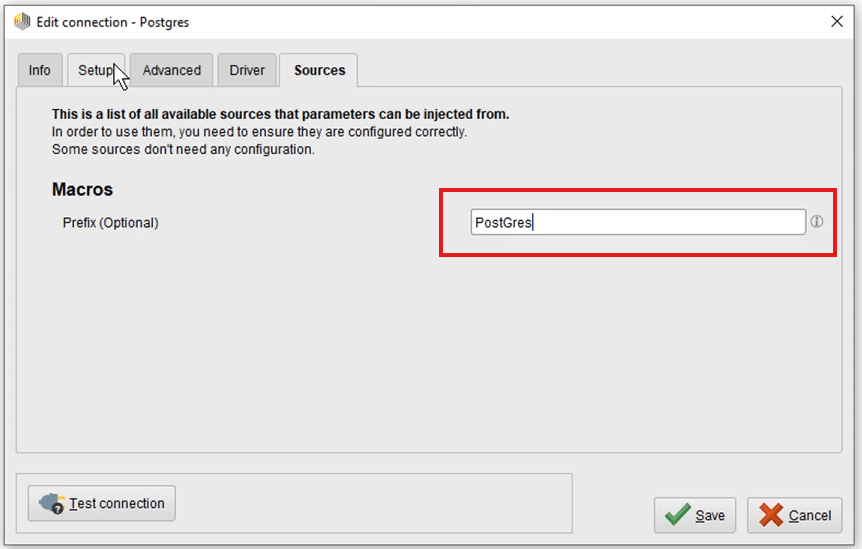 Edit connection - Postgres
Info
Setup
Advanced
Driver
Sources
This is a list of all available sources that parameters can be injected from.
In order to use them, you need to ensure they are configured correctly.
Some sources don't need any configuration.
Macros
Prefix (Optional)
PostGres
Test connection
Save
Cancel